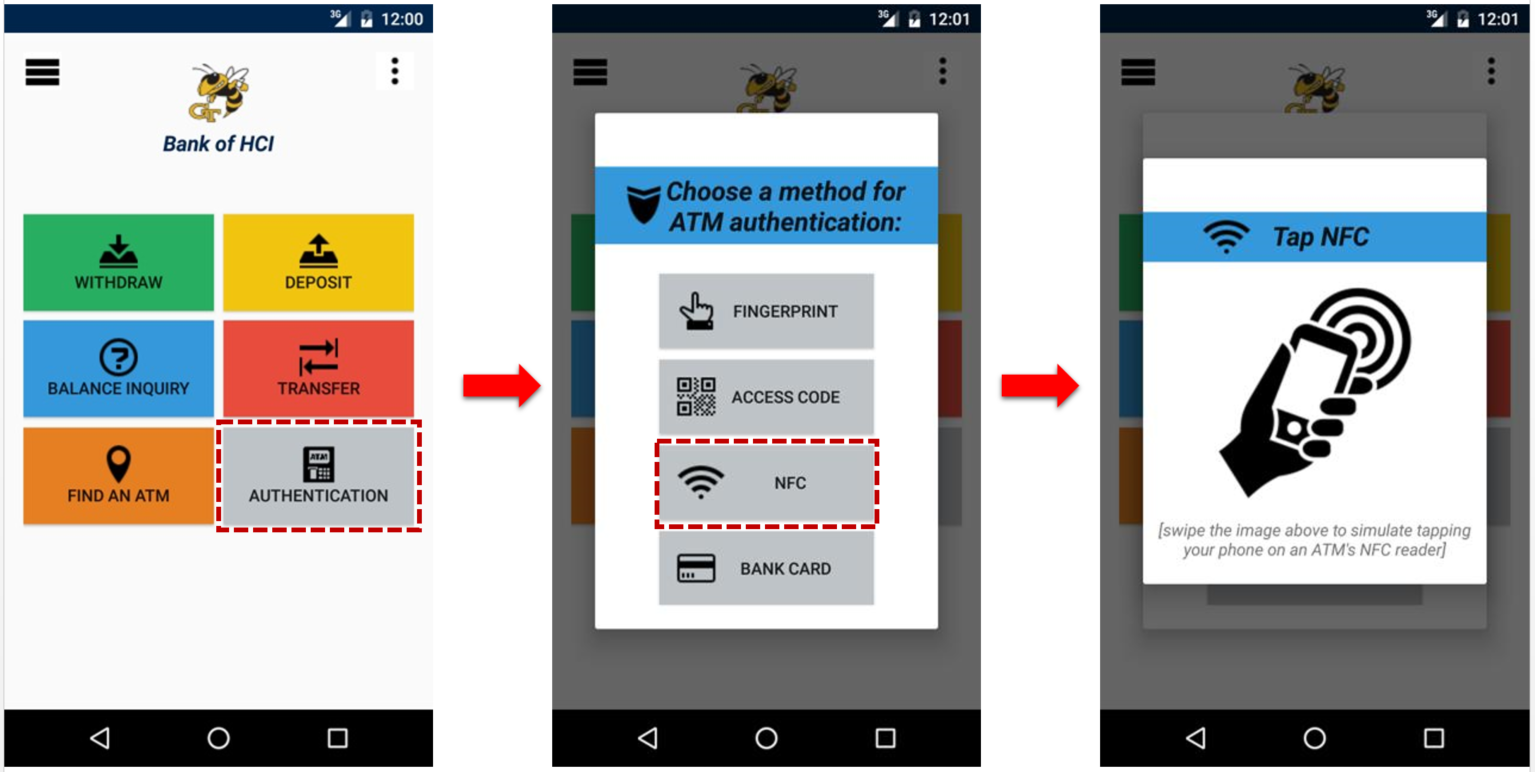 3G 12:00
GT
Bank of HCI
WITHDRAW
DEPOSIT
BALANCE INQUIRY
TRANSFER
FIND AN ATM
ATM
AUTHENTICATION
3G 12:01
Choose a method for
ATM authentication:
FINGERPRINT
ACCESS CODE
NFC
BANK CARD
3G 12:01
Tap NFC
[swipe the image above to simulate tapping
your phone on an ATM's NFC reader]